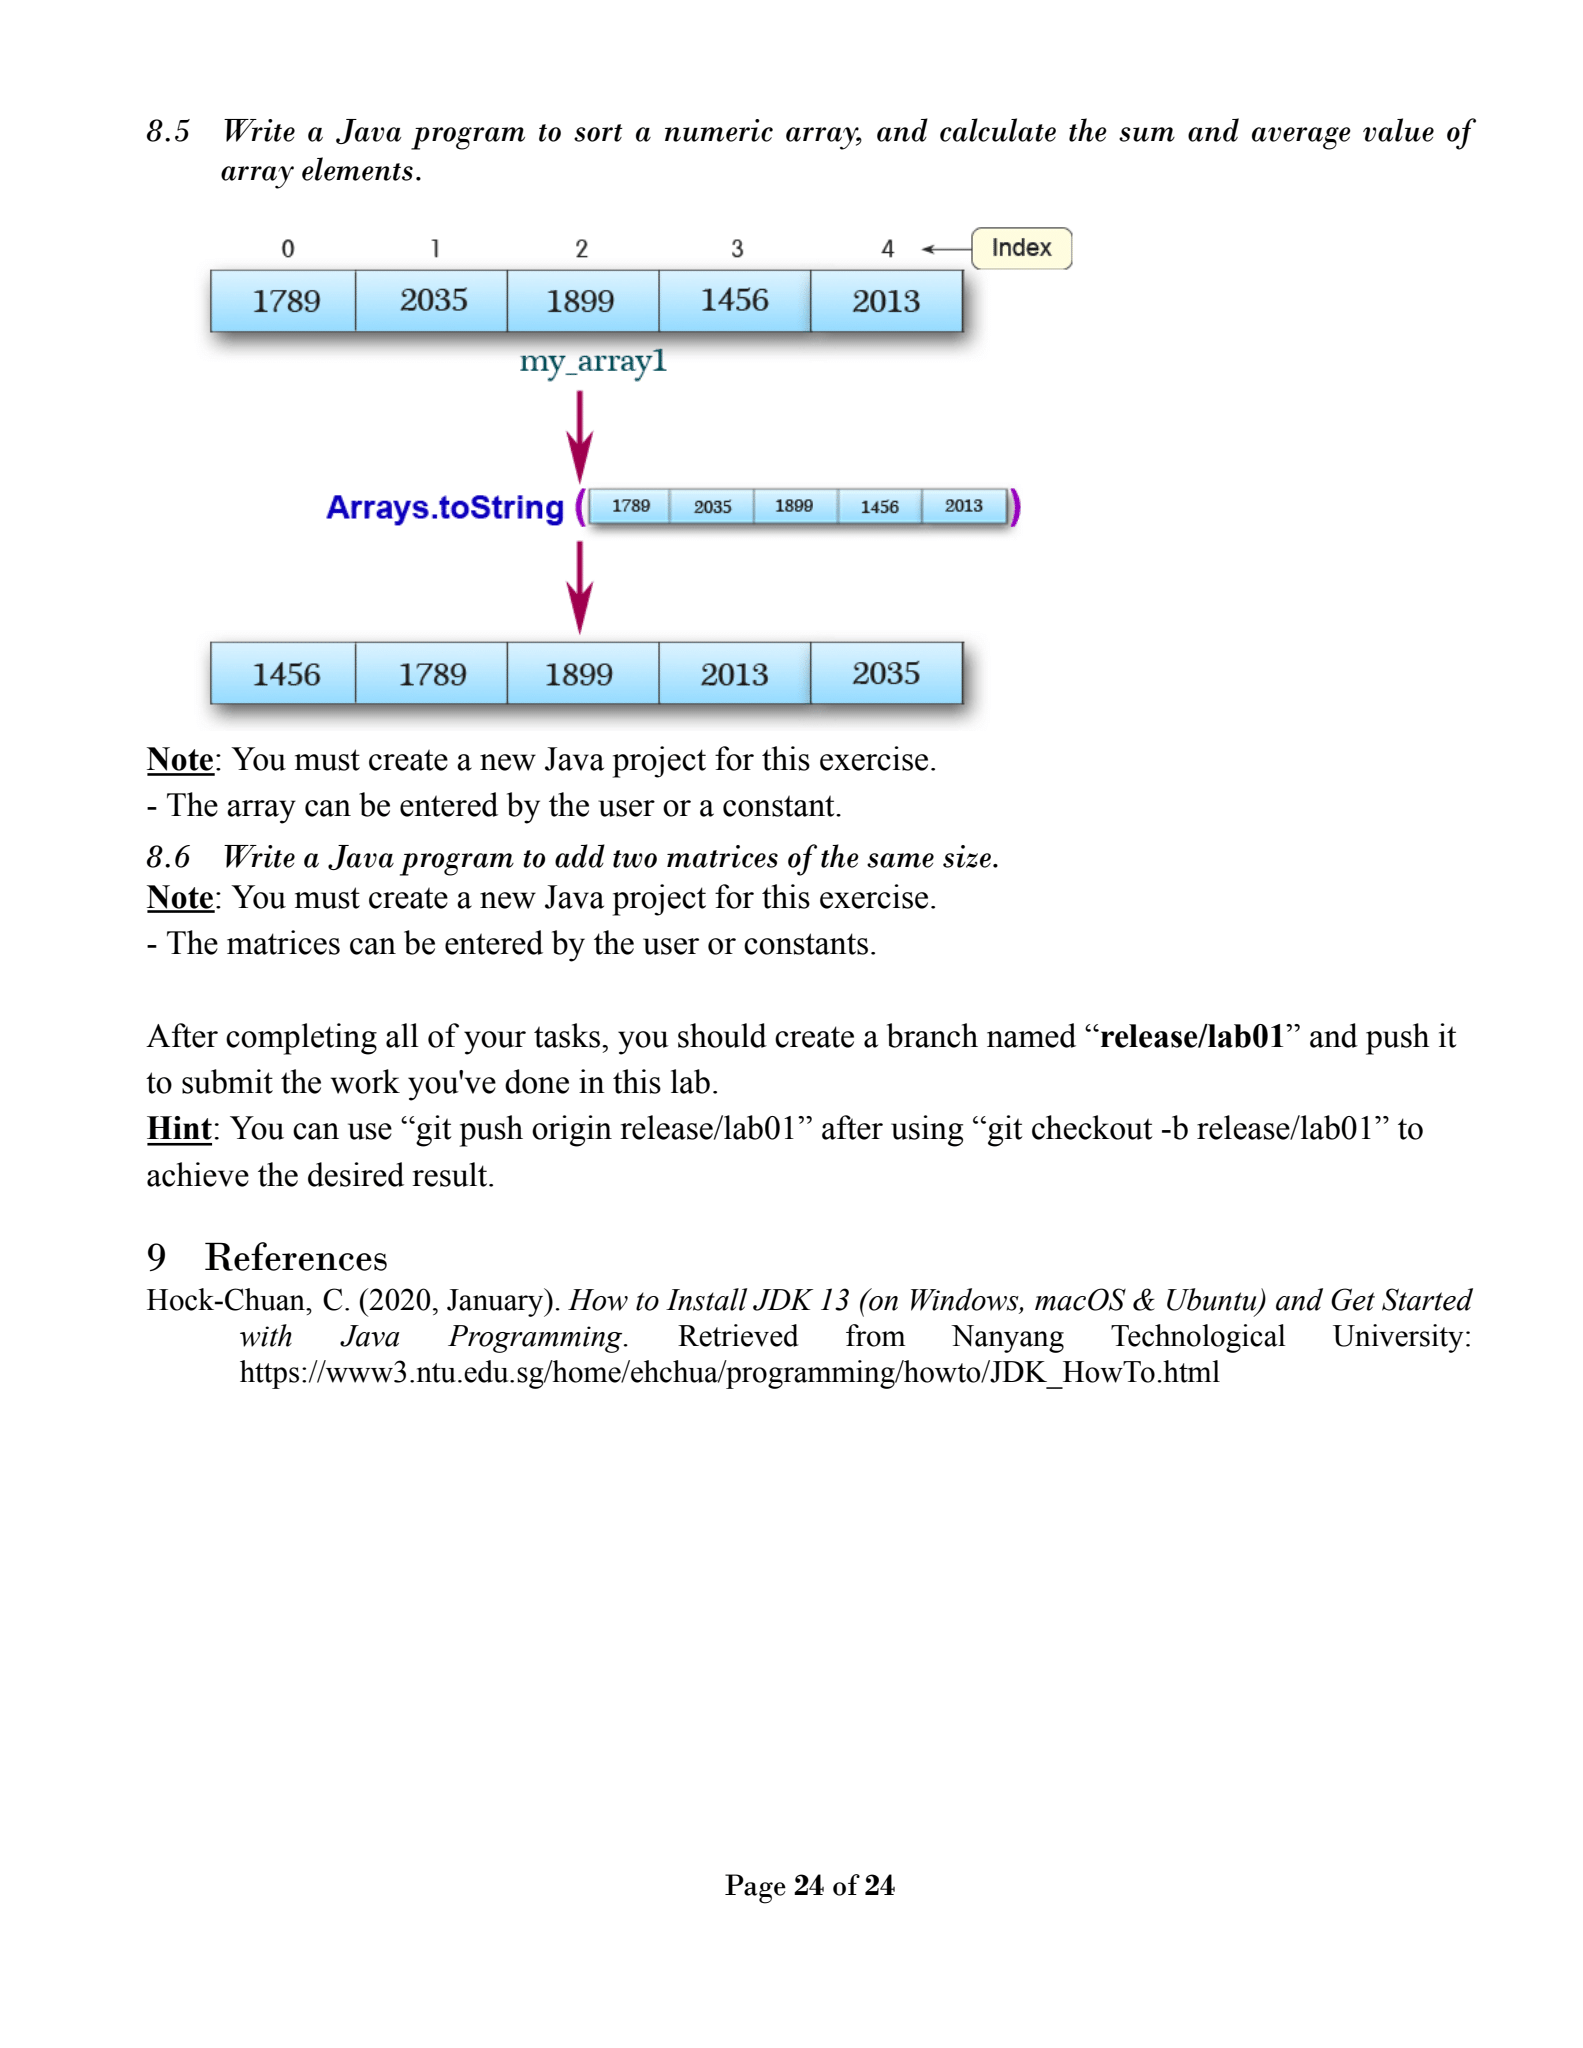 8.5 Write a Java program to sort a numeric array, and calculate the sum and average value of
array elements.
0 1 2 3 4 Index
1789 2035 1899 1456 2013
my_array1
Arrays.toString ( 1789 2035 1899 1456 2013 )
1456 1789 1899 2013 2035
Note: You must create a new Java project for this exercise.
- The array can be entered by the user or a constant.
8.6 Write a Java program to add two matrices of the same size.
Note: You must create a new Java project for this exercise.
- The matrices can be entered by the user or constants.
After completing all of your tasks, you should create a branch named “release/lab01” and push it
to submit the work you've done in this lab.
Hint: You can use “git push origin release/lab01” after using “git checkout -b release/lab01” to
achieve the desired result.
9 References
Hock-Chuan, C. (2020, January). How to Install JDK 13 (on Windows, macOS & Ubuntu) and Get Started
with Java Programming. Retrieved from Nanyang Technological University:
https://www3.ntu.edu.sg/home/ehchua/programming/howto/JDK_HowTo.html
Page 24 of 24